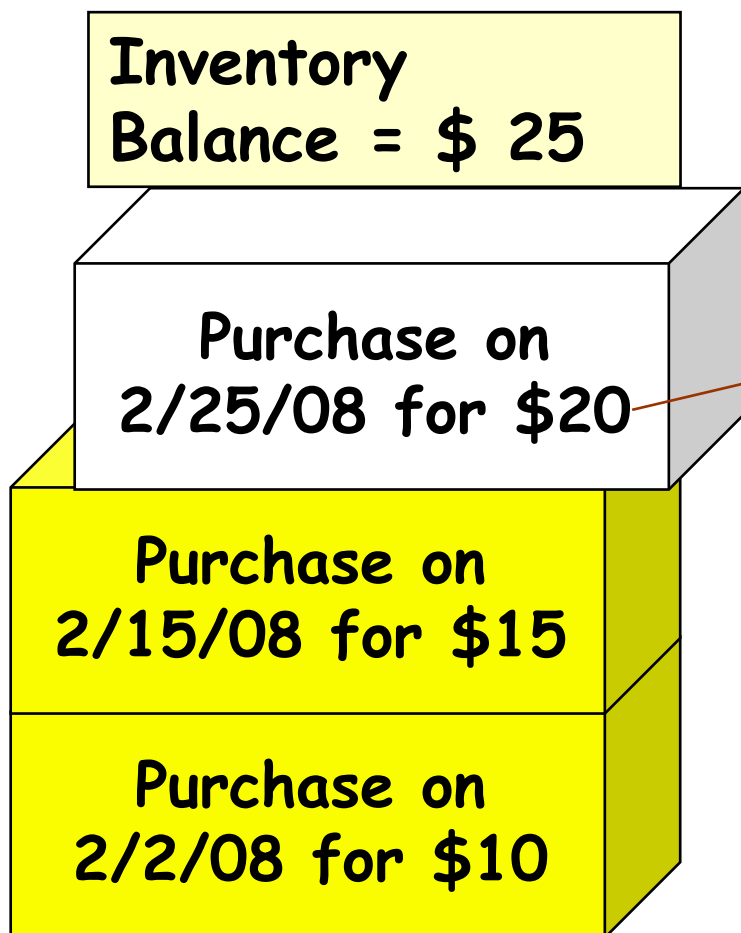 Inventory
Balance = $ 25
Purchase on
2/25/08 for $20
Purchase on
2/15/08 for $15
Purchase on
2/2/08 for $10